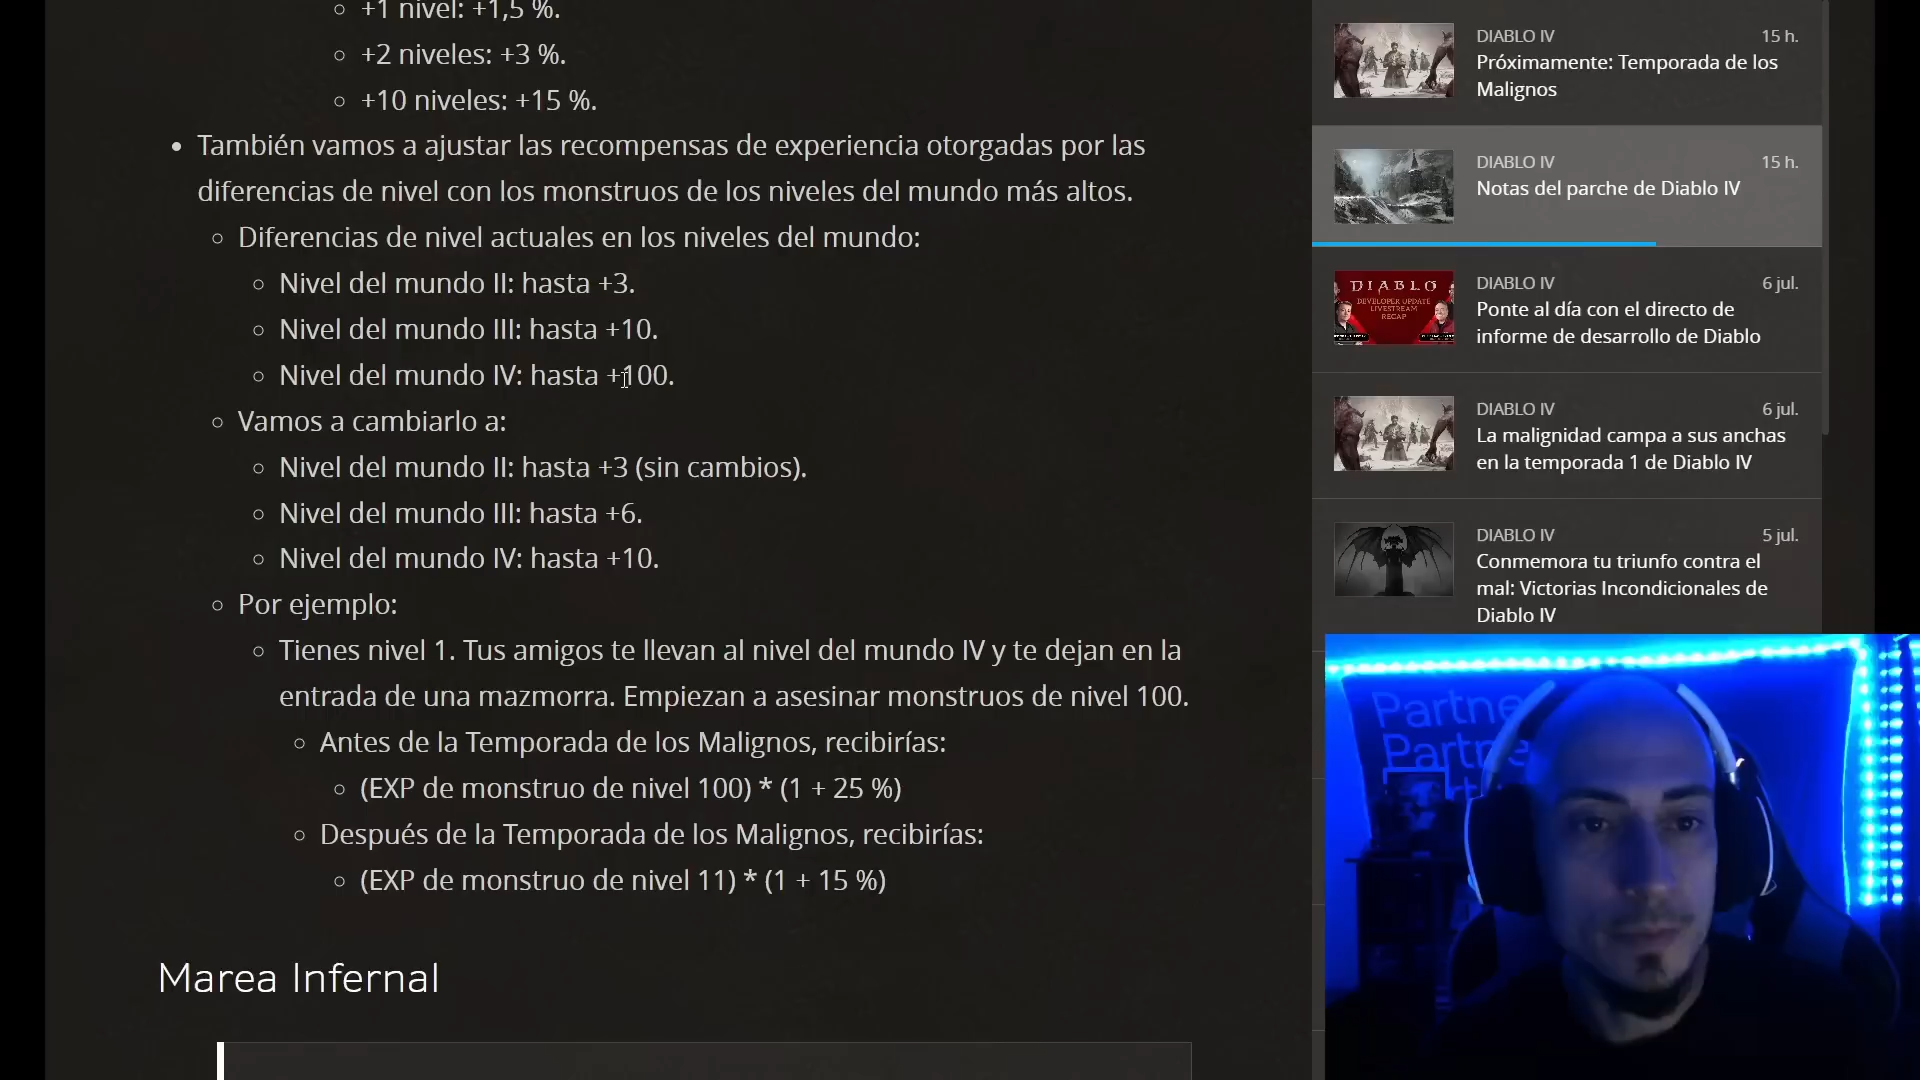 +1 nivel: +1,5 %.
+2 niveles: +3 %.
+10 niveles: +15 %.
También vamos a ajustar las recompensas de experiencia otorgadas por las
diferencias de nivel con los monstruos de los niveles del mundo más altos.
Diferencias de nivel actuales en los niveles del mundo:
Nivel del mundo II: hasta +3.
Nivel del mundo III: hasta +10.
Nivel del mundo IV: hasta +100.
Vamos a cambiarlo a:
Nivel del mundo II: hasta +3 (sin cambios).
Nivel del mundo III: hasta +6.
Nivel del mundo IV: hasta +10.
Por ejemplo:
Tienes nivel 1. Tus amigos te llevan al nivel del mundo IV y te dejan en la
entrada de una mazmorra. Empiezan a asesinar monstruos de nivel 100.
Antes de la Temporada de los Malignos, recibirías:
(EXP de monstruo de nivel 100) * (1 + 25 %)
Después de la Temporada de los Malignos, recibirías:
(EXP de monstruo de nivel 11) * (1 + 15 %)
Marea Infernal
DIABLO IV 15 h.
Próximamente: Temporada de los
Malignos
DIABLO IV 15 h.
Notas del parche de Diablo IV
DIABLO
DEVELOPER UPDATE
LIVESTREAM
RECAP
DIABLO IV 6 jul.
Ponte al día con el directo de
informe de desarrollo de Diablo
DIABLO IV 6 jul.
La malignidad campa a sus anchas
en la temporada 1 de Diablo IV
DIABLO IV 5 jul.
Conmemora tu triunfo contra el
mal: Victorias Incondicionales de
Diablo IV